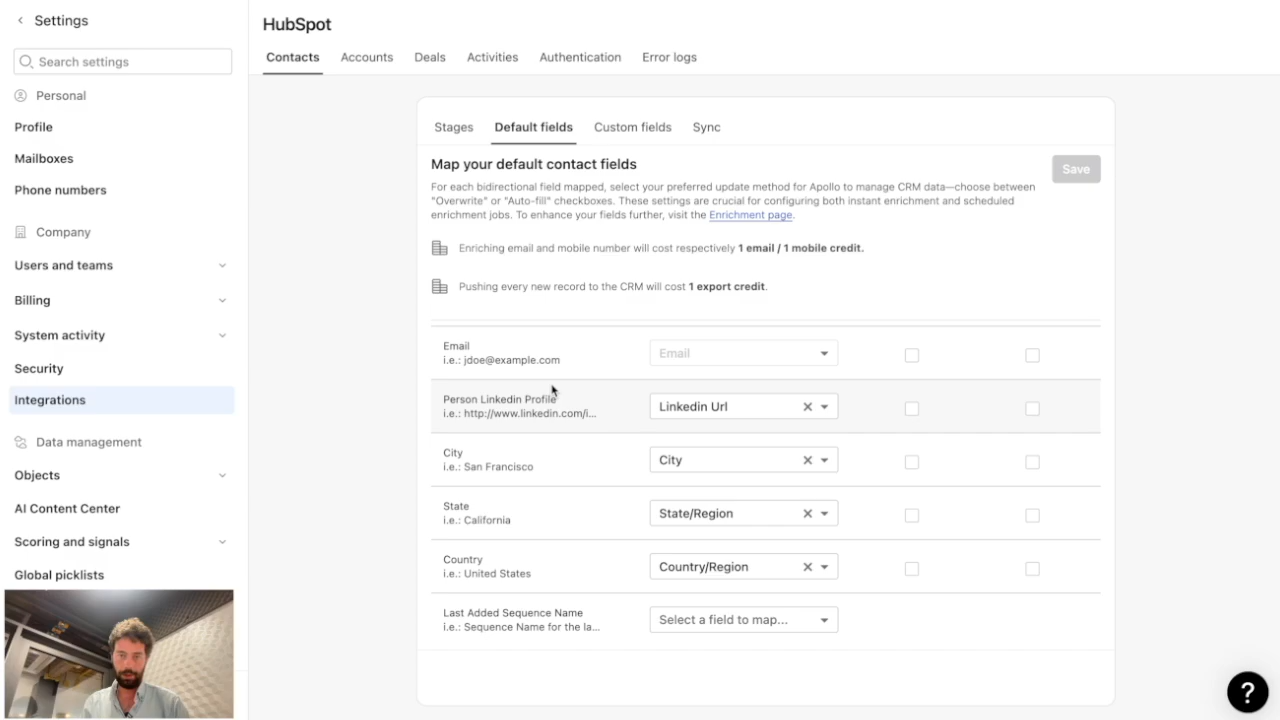 Settings
Search settings
Personal
Profile
Mailboxes
Phone numbers
Company
Users and teams
Billing
System activity
Security
Integrations
Data management
Objects
AI Content Center
Scoring and signals
Global picklists
HubSpot
Contacts Accounts Deals Activities Authentication Error logs
Stages Default fields Custom fields Sync
Map your default contact fields
Save
For each bidirectional field mapped, select your preferred update method for Apollo to manage CRM data—choose between
"Overwrite" or "Auto-fill" checkboxes. These settings are crucial for configuring both instant enrichment and scheduled
enrichment jobs. To enhance your fields further, visit the Enrichment page.
Enriching email and mobile number will cost respectively 1 email / 1 mobile credit.
Pushing every new record to the CRM will cost 1 export credit.
Email
i.e.: jdoe@example.com
Email
Person Linkedin Profile
i.e.: http://www.linkedin.com/i...
Linkedin Url
City
i.e.: San Francisco
City
State
i.e.: California
State/Region
Country
i.e.: United States
Country/Region
Last Added Sequence Name
i.e.: Sequence Name for the la...
Select a field to map...
?